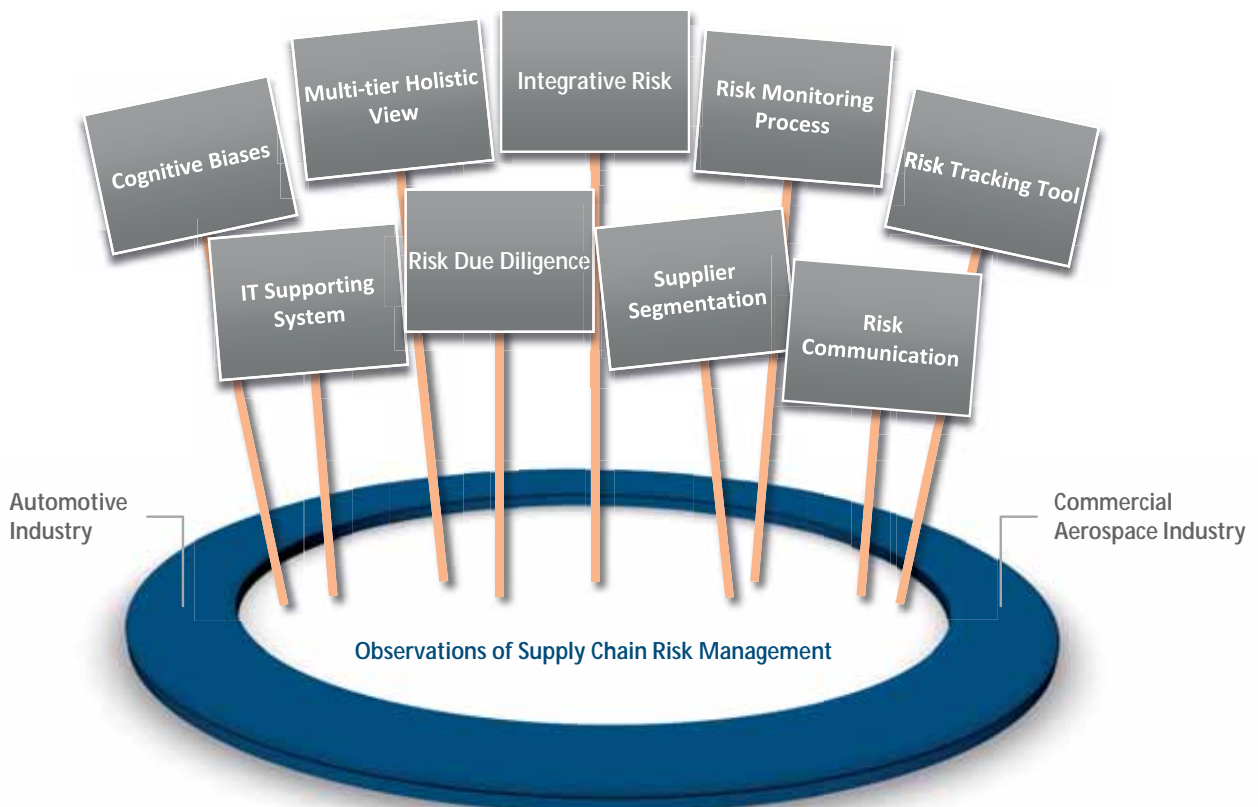 Cognitive Biases
Multi-tier Holistic
View
Integrative Risk
Risk Monitoring
Process
Risk Tracking Tool
IT Supporting
System
Risk Due Diligence
Supplier
Segmentation
Risk
Communication
Automotive
Industry
Commercial
Aerospace Industry
Observations of Supply Chain Risk Management